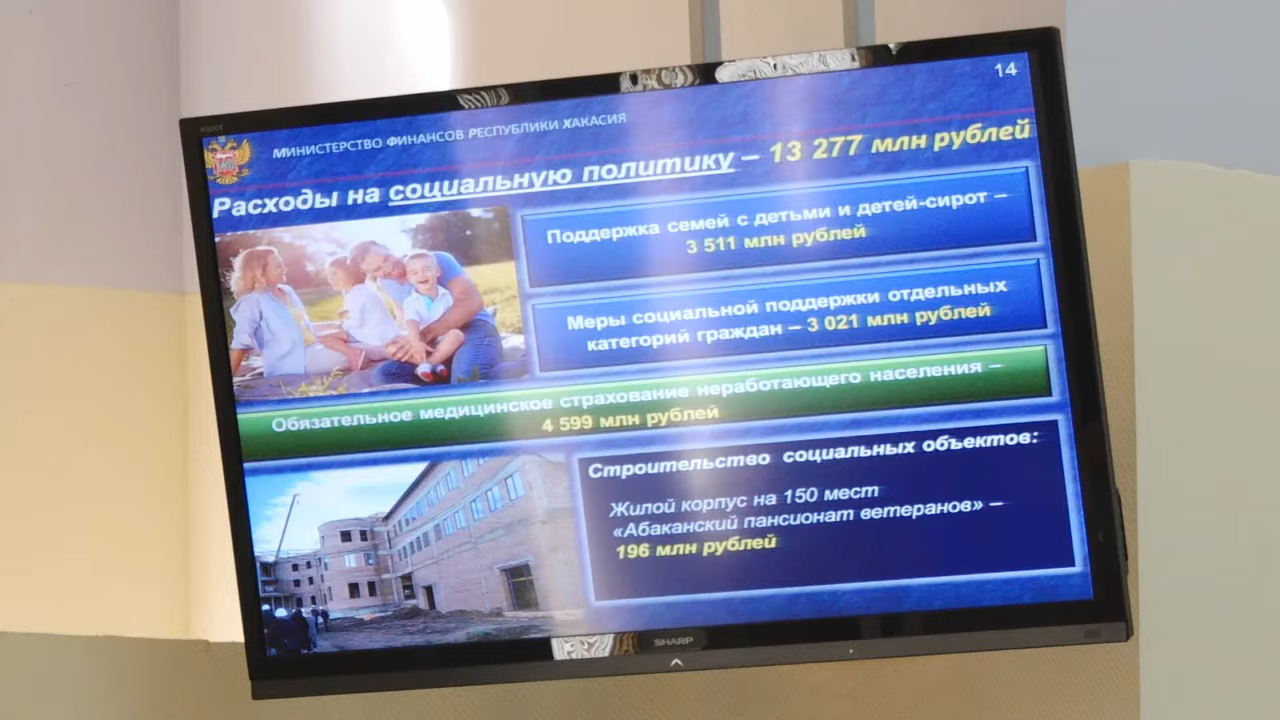 AQUOS
14
МИНИСТЕРСТВО ФИНАНСОВ РЕСПУБЛИКИ ХАКАСИЯ
Расходы на социальную политику – 13 277 млн рублей
Поддержка семей с детьми и детей-сирот –
3 511 млн рублей
Меры социальной поддержки отдельных
категорий граждан – 3 021 млн рублей
Обязательное медицинское страхование неработающего населения –
4 599 млн рублей
Строительство социальных объектов:
Жилой корпус на 150 мест
«Абаканский пансионат ветеранов» –
196 млн рублей
SHARP